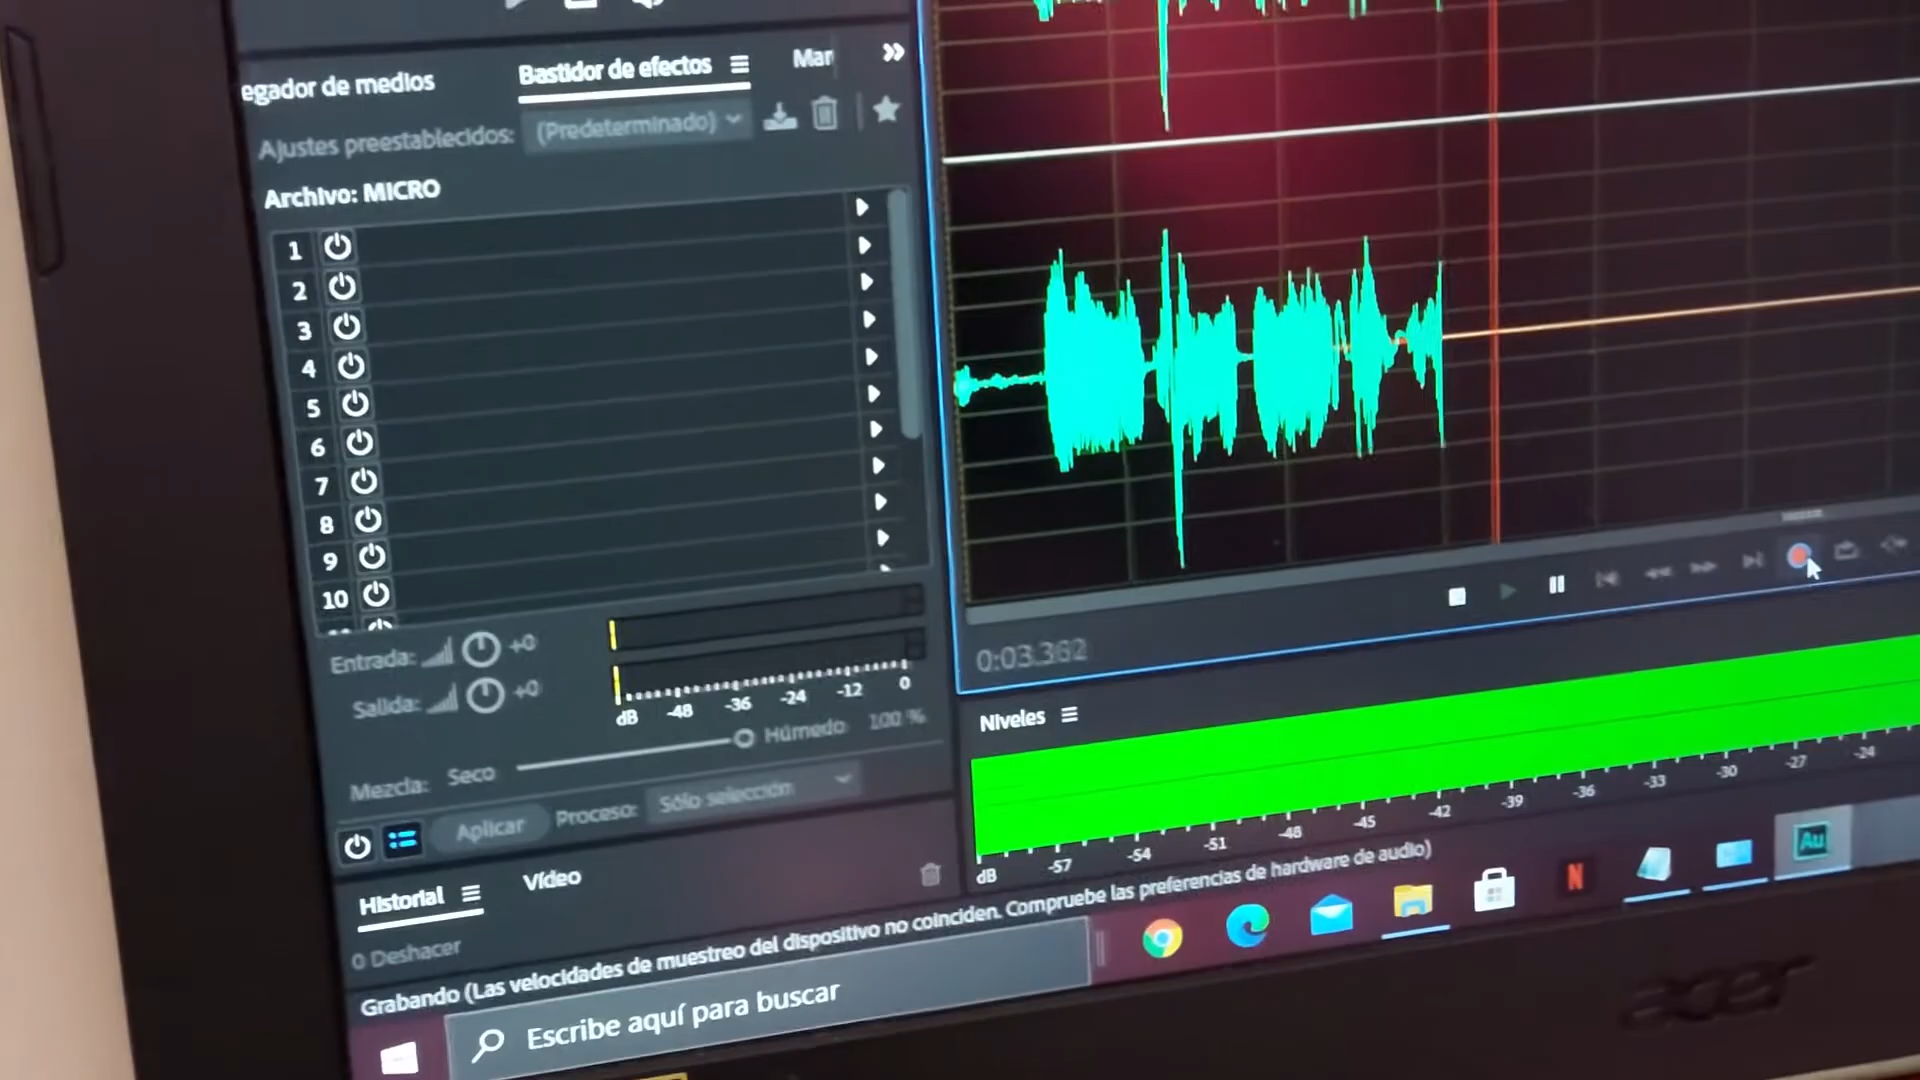 egador de medios
Bastidor de efectos
Mar
Ajustes preestablecidos: (Predeterminado)
Archivo: MICRO
1
2
3
4
5
6
7
8
9
10
Entrada: +0
Salida: +0
dB -48 -36 -24 -12 0
Mezcla: Seco Húmedo 100 %
Aplicar Proceso: Sólo selección
Historial Vídeo
0 Deshacer
0:03.362
Niveles
dB -57 -54 -51 -48 -45 -42 -39 -36 -33 -30 -27 -24
Grabando (Las velocidades de muestreo del dispositivo no coinciden. Compruebe las preferencias de hardware de audio)
Escribe aquí para buscar
N
Au
acer